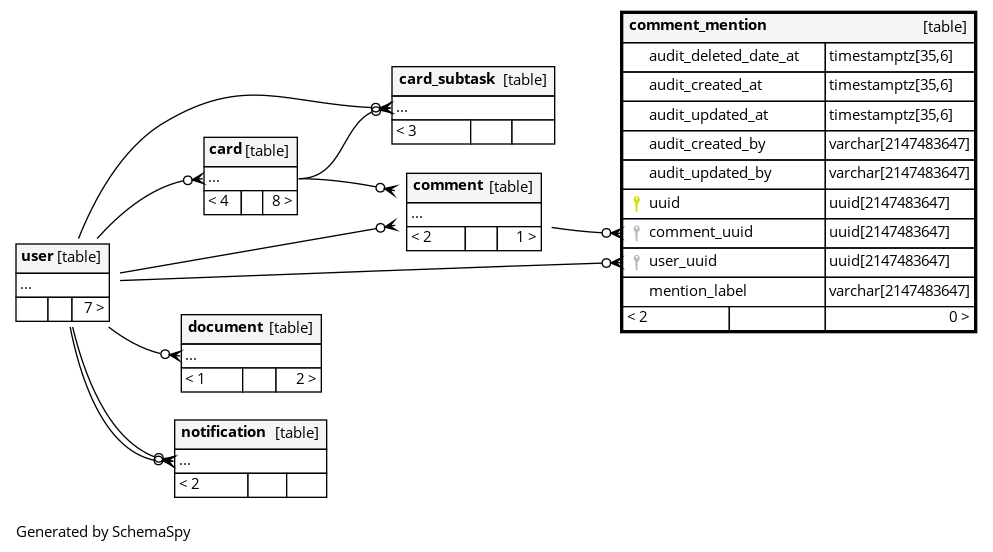 comment_mention [table]
audit_deleted_date_at timestamptz[35,6]
audit_created_at timestamptz[35,6]
audit_updated_at timestamptz[35,6]
audit_created_by varchar[2147483647]
audit_updated_by varchar[2147483647]
uuid uuid[2147483647]
comment_uuid uuid[2147483647]
user_uuid uuid[2147483647]
mention_label varchar[2147483647]
< 2 0 >
card_subtask [table]
...
< 3
card [table]
...
< 4 8 >
comment [table]
...
< 2 1 >
user [table]
...
7 >
document [table]
...
< 1 2 >
notification [table]
...
< 2
Generated by SchemaSpy